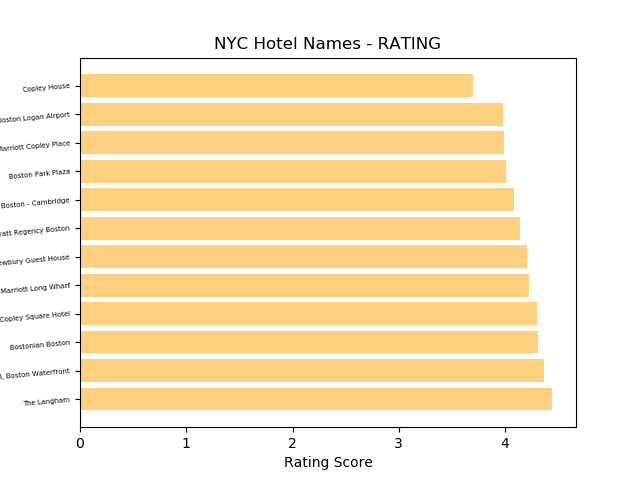 NYC Hotel Names - RATING
Copley House
Boston Logan Airport
Marriott Copley Place
Boston Park Plaza
Boston - Cambridge
Regency Boston
Guest House
Marriott Long Wharf
Copley Square Hotel
Bostonian Boston
Boston Waterfront
The Langham
0 1 2 3 4
Rating Score